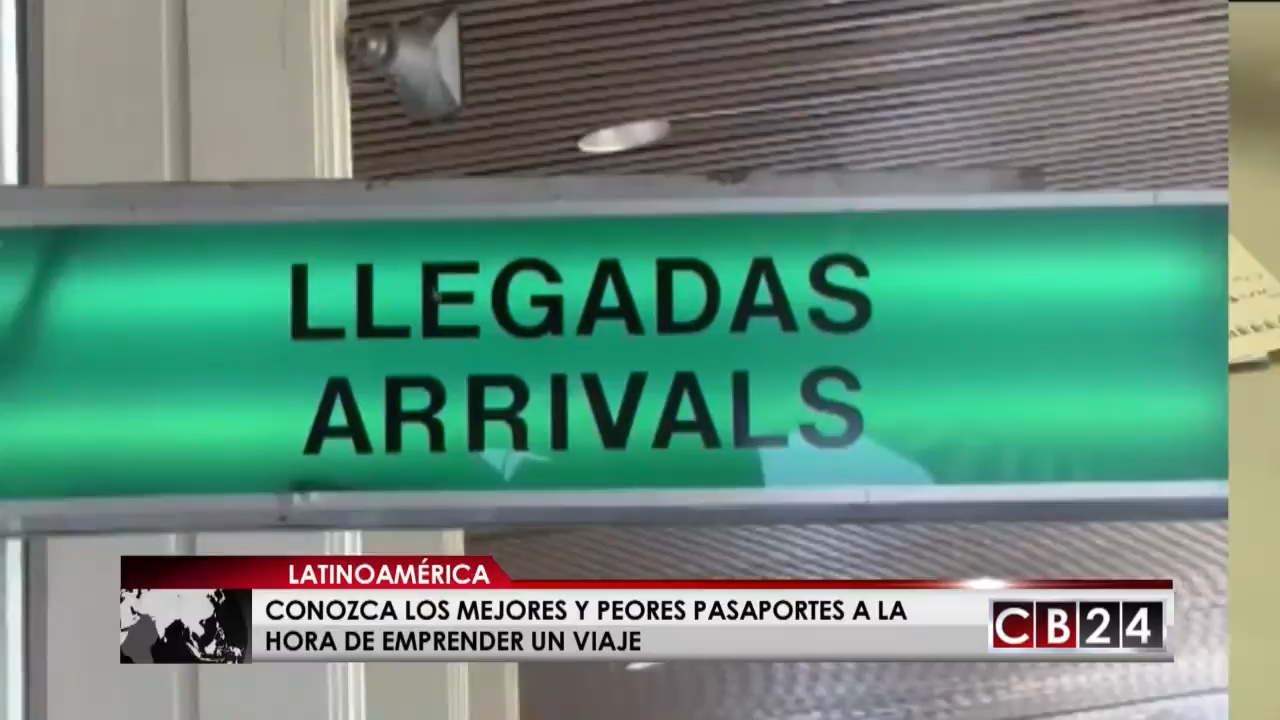 LLEGADAS
ARRIVALS
LATINOAMÉRICA
CONOZCA LOS MEJORES Y PEORES PASAPORTES A LA
HORA DE EMPRENDER UN VIAJE
CB24